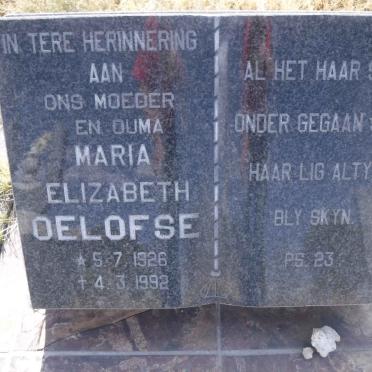 IN TERE HERINNERING
AAN
ONS MOEDER
EN OUMA
MARIA
ELIZABETH
OELOFSE
* 5.7.1926
+ 4.3.1992
AL HET HAAR
ONDER GEGAAN
HAAR LIG
BLY SKYN.
PS. 23